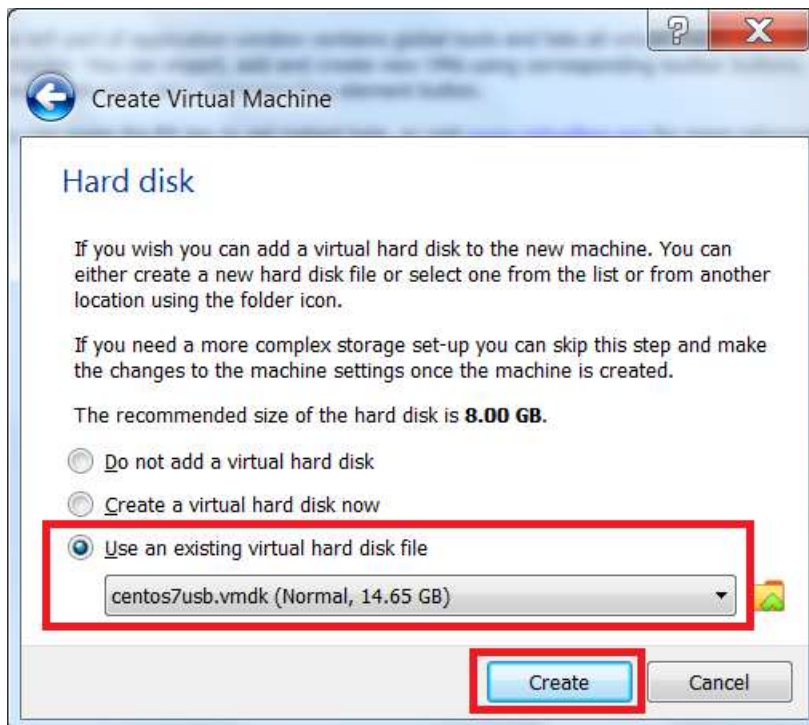 Create Virtual Machine
Hard disk
If you wish you can add a virtual hard disk to the new machine. You can
either create a new hard disk file or select one from the list or from another
location using the folder icon.
If you need a more complex storage set-up you can skip this step and make
the changes to the machine settings once the machine is created.
The recommended size of the hard disk is 8.00 GB.
Do not add a virtual hard disk
Create a virtual hard disk now
Use an existing virtual hard disk file
centos7usb.vmdk (Normal, 14.65 GB)
Create
Cancel